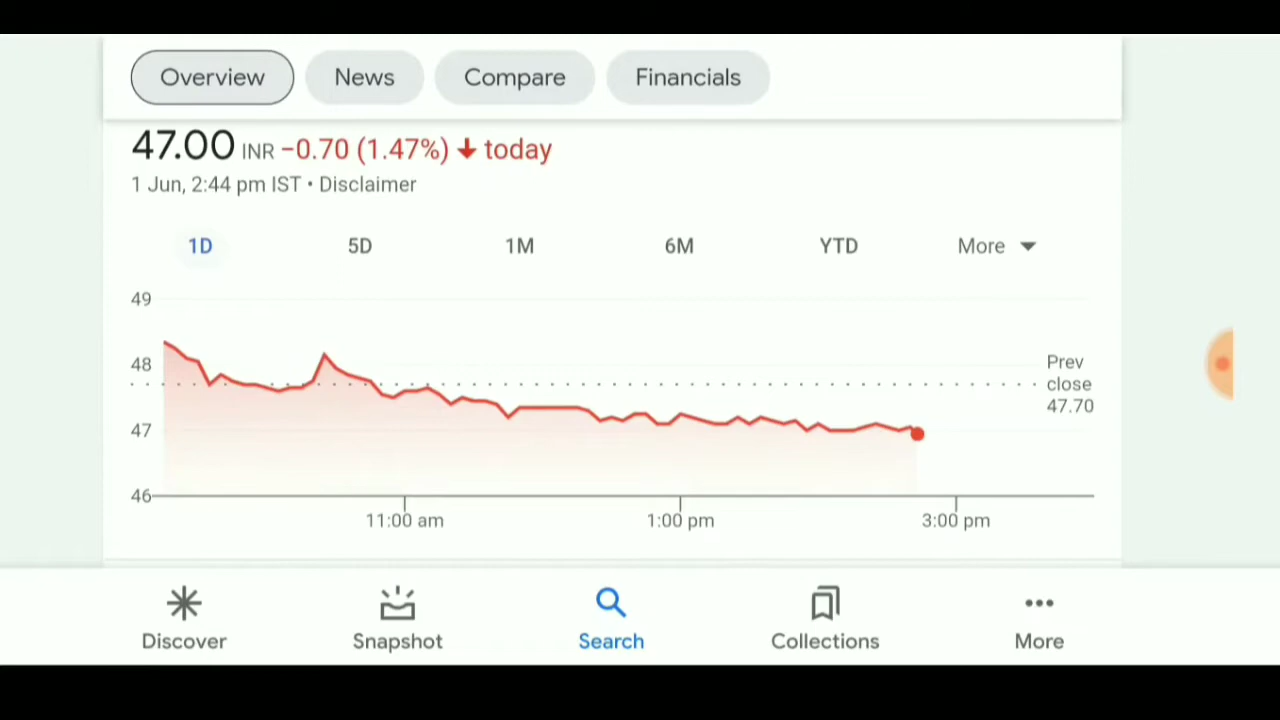 Overview News Compare Financials
47.00 INR −0.70 (1.47%) ↓ today
1 Jun, 2:44 pm IST • Disclaimer
1D 5D 1M 6M YTD More
49
48
47
46
Prev
close
47.70
11:00 am 1:00 pm 3:00 pm
Discover Snapshot Search Collections More